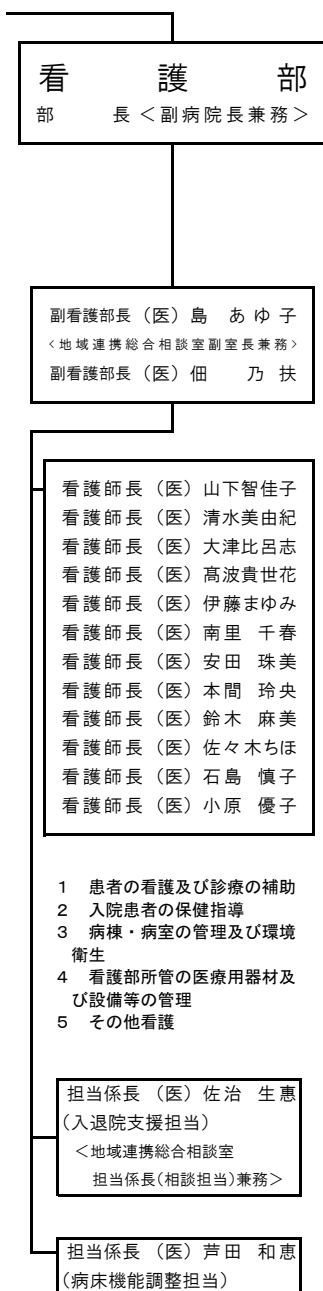 看護部
部長＜副病院長兼務＞
副看護部長（医）島 あゆ子
＜地域連携総合相談室副室長兼務＞
副看護部長（医）佃 乃扶
看護師長（医）山下智佳子
看護師長（医）清水美由紀
看護師長（医）大津比呂志
看護師長（医）髙波貴世花
看護師長（医）伊藤まゆみ
看護師長（医）南里 千春
看護師長（医）安田 珠美
看護師長（医）本間 玲央
看護師長（医）鈴木 麻美
看護師長（医）佐々木ちほ
看護師長（医）石島 慎子
看護師長（医）小原 優子
1 患者の看護及び診療の補助
2 入院患者の保健指導
3 病棟・病室の管理及び環境
衛生
4 看護部所管の医療用器材及
び設備等の管理
5 その他看護
担当係長（医）佐治 生惠
(入退院支援担当)
＜地域連携総合相談室
担当係長(相談担当)兼務＞
担当係長（医）芦田 和恵
(病床機能調整担当)